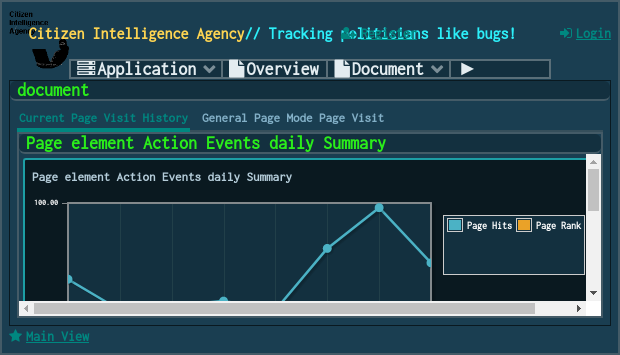 Citizen
Intelligence
Agency
Citizen Intelligence Agency// Tracking politicians like bugs!
Login
Application
Overview
Document
document
Current Page Visit History
General Page Mode Page Visit
Page element Action Events daily Summary
Page element Action Events daily Summary
100.00
Page Hits
Page Rank
Main View